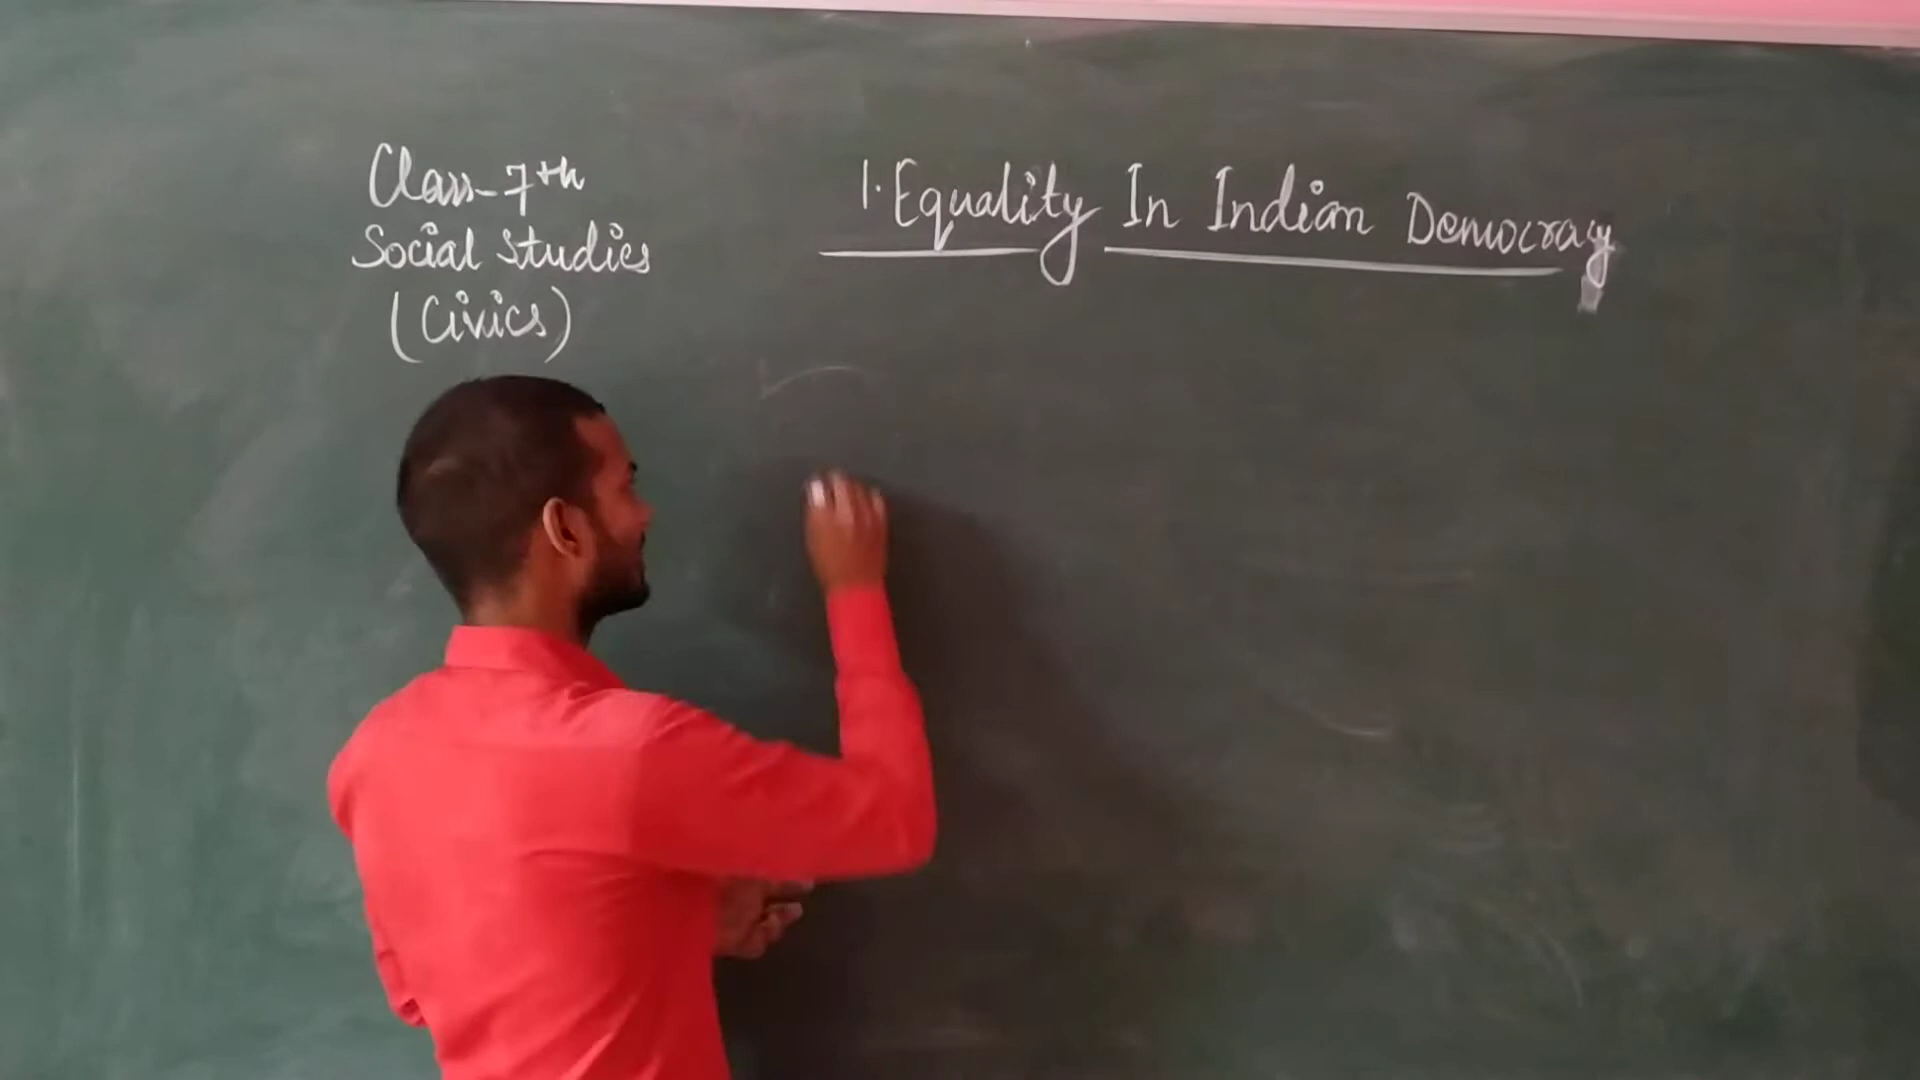 Class-7th
Social Studies
(Civics)
1. Equality In Indian Democracy